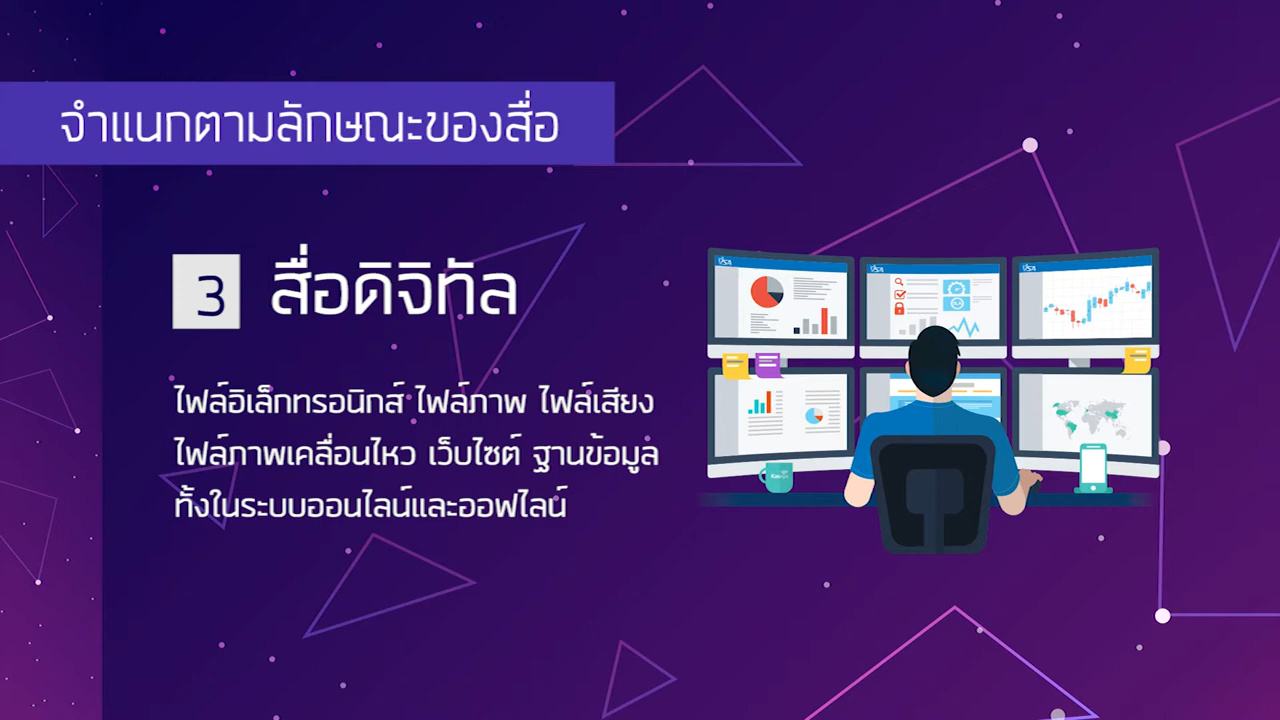 จำแนกตามลักษณะของสื่อ
3 สื่อดิจิทัล
ไฟล์อิเล็กทรอนิกส์ ไฟล์ภาพ ไฟล์เสียง
ไฟล์ภาพเคลื่อนไหว เว็บไซต์ ฐานข้อมูล
ทั้งในระบบออนไลน์และออฟไลน์